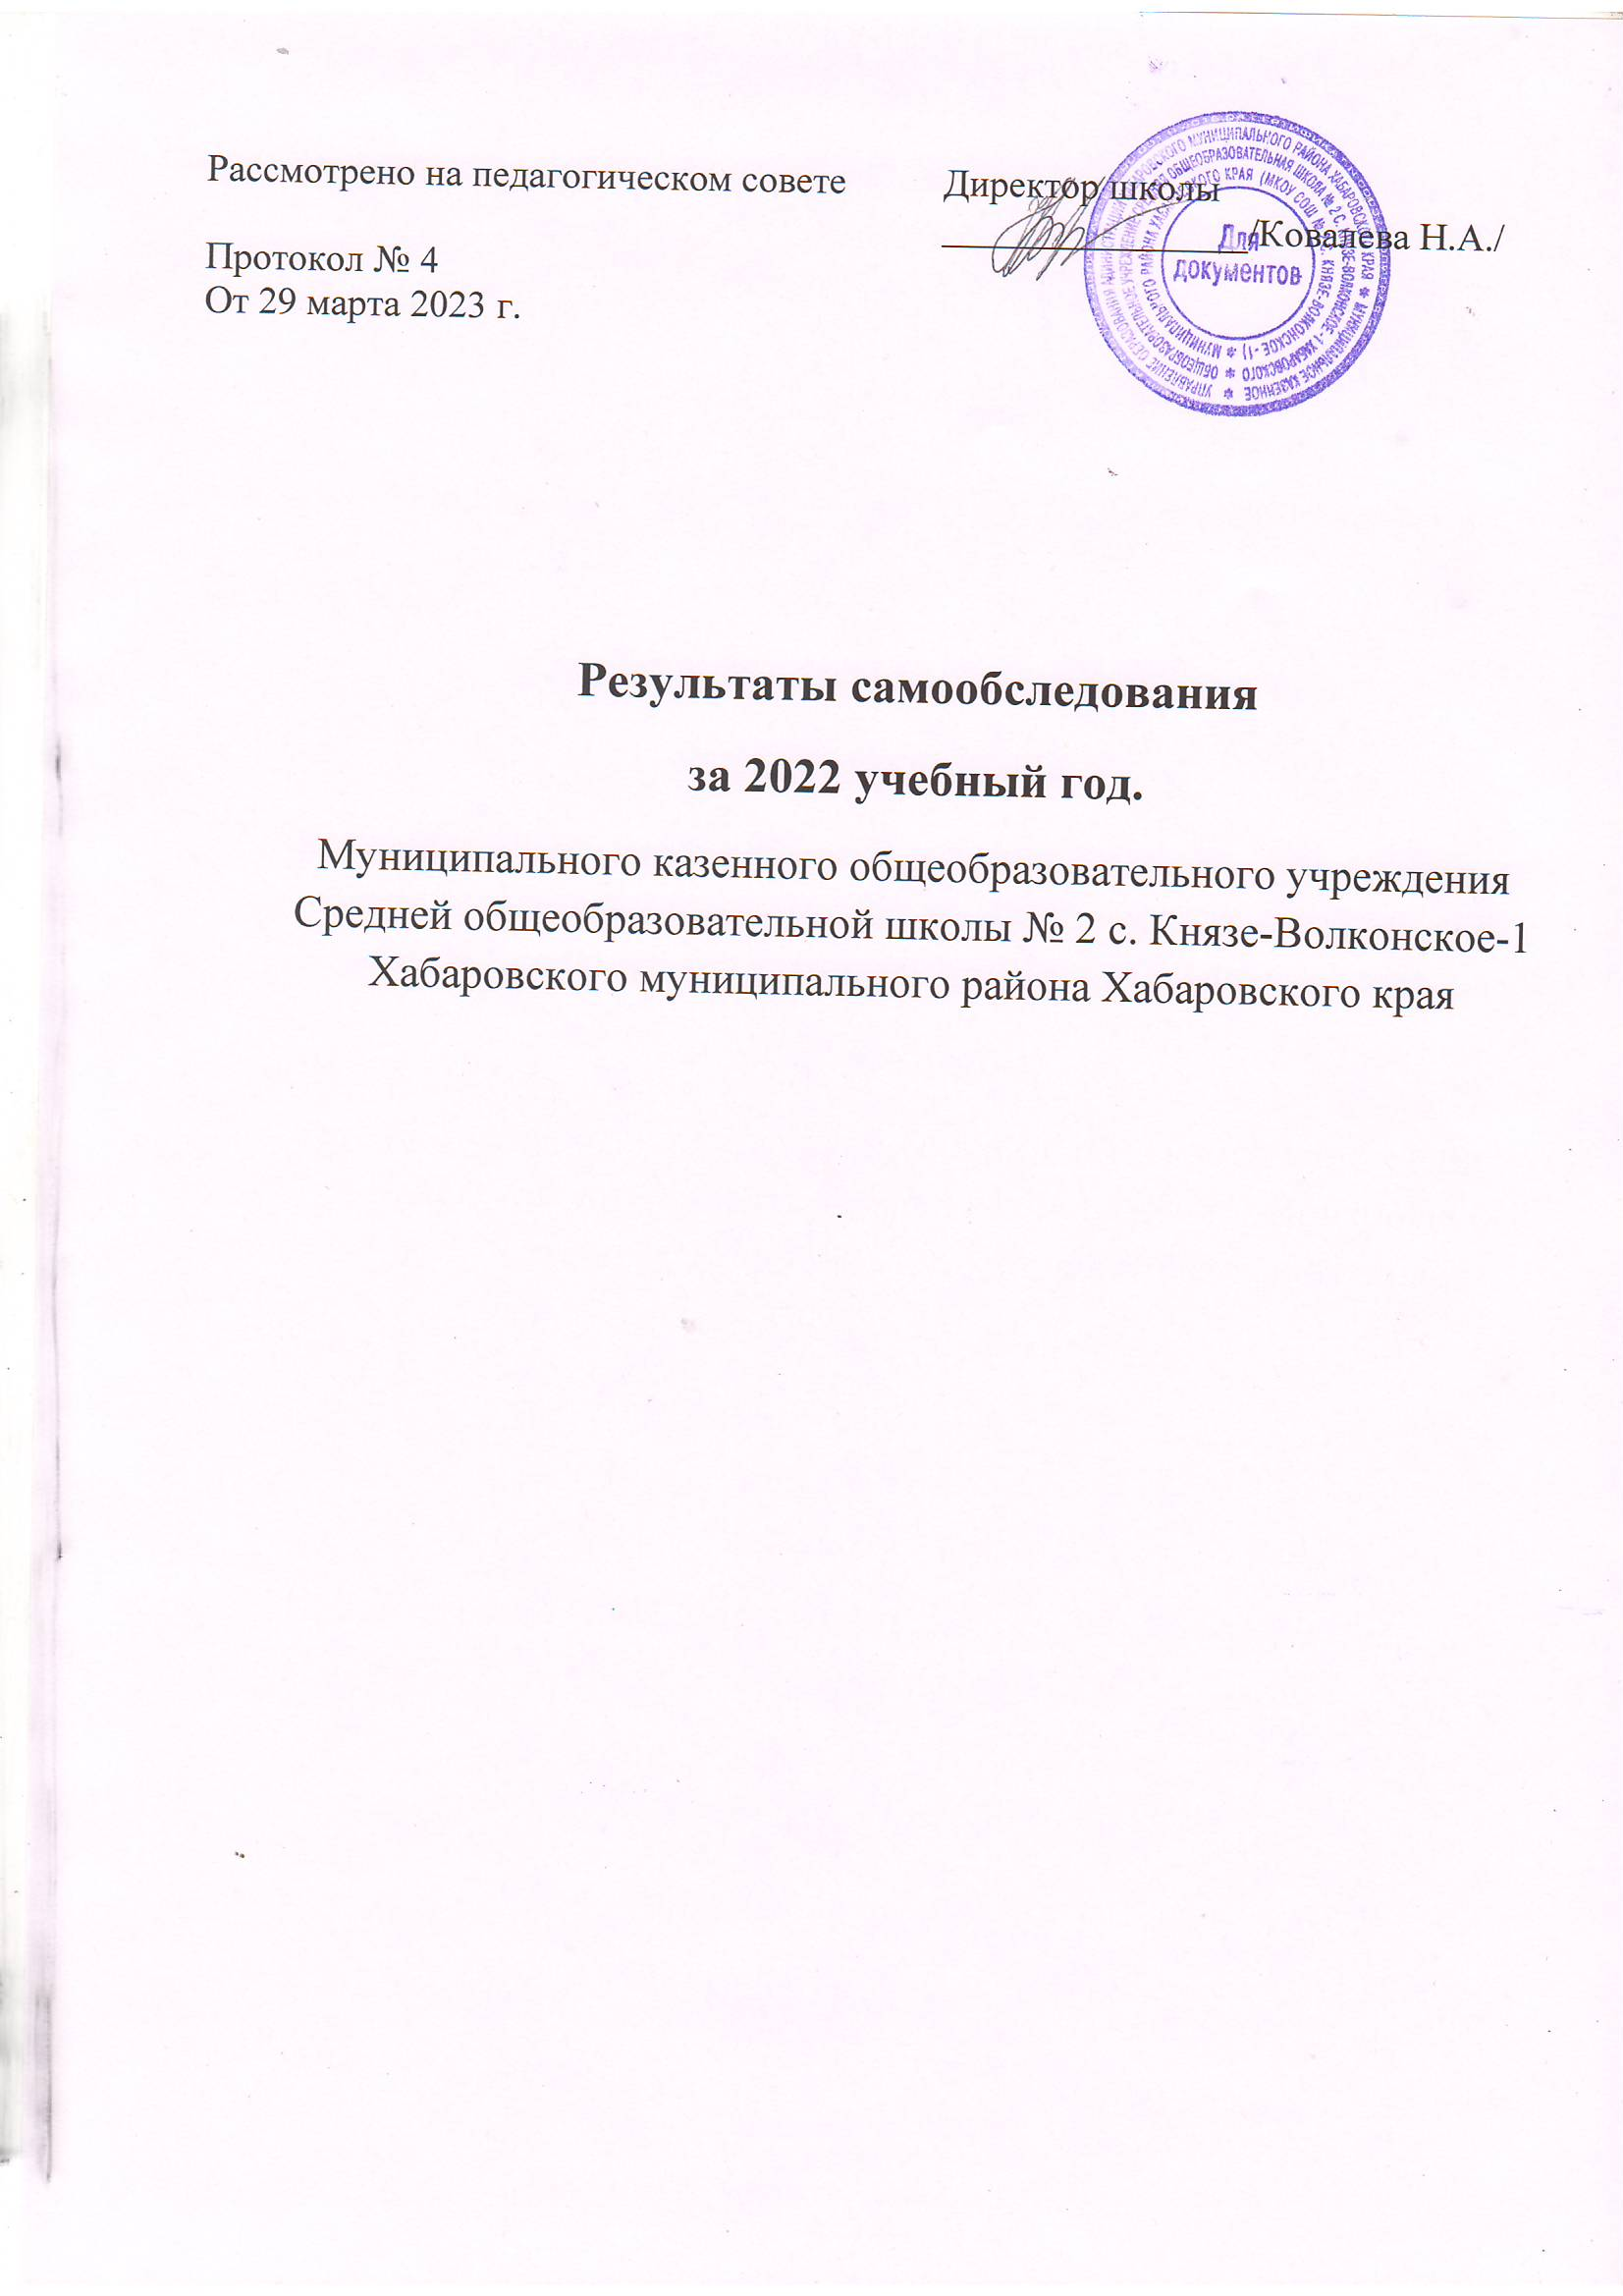 Рассмотрено на педагогическом совете
Протокол № 4
От 29 марта 2023 г.
Директор школы
/Ковалева Н.А./
Для
документов
Результаты самообследования
за 2022 учебный год.
Муниципального казенного общеобразовательного учреждения
Средней общеобразовательной школы № 2 с. Князе-Волконское-1
Хабаровского муниципального района Хабаровского края